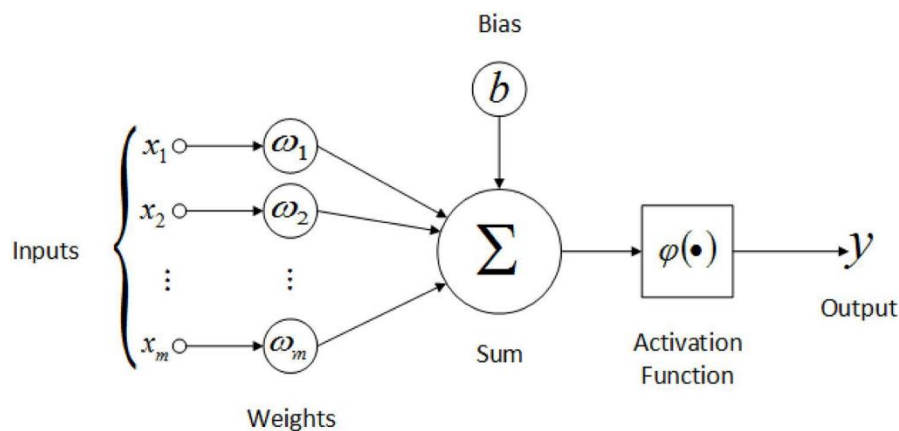 Bias
b
x₁
ω₁
x₂
ω₂
Inputs
⋮
⋮
Σ
φ(•)
y
Output
xₘ
ωₘ
Sum
Activation
Function
Weights